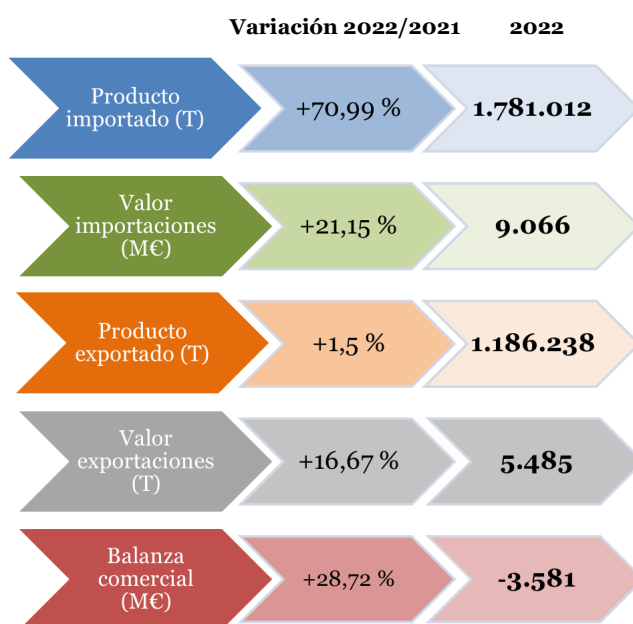 Variación 2022/2021 2022
Producto
importado (T)
+70,99 %
1.781.012
Valor
importaciones
(M€)
+21,15 %
9.066
Producto
exportado (T)
+1,5 %
1.186.238
Valor
exportaciones
(T)
+16,67 %
5.485
Balanza
comercial
(M€)
+28,72 %
-3.581